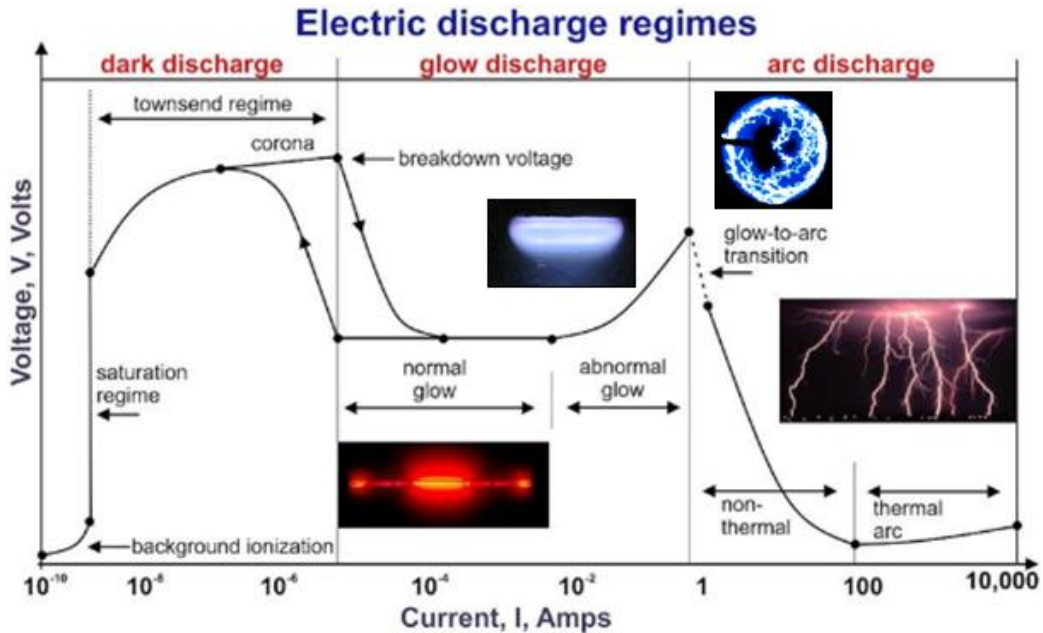 Electric discharge regimes
dark discharge
glow discharge
arc discharge
townsend regime
corona
breakdown voltage
glow-to-arc
transition
saturation
regime
normal
glow
abnormal
glow
non-
thermal
thermal
arc
background ionization
Voltage, V, Volts
10⁻¹⁰
10⁻⁸
10⁻⁶
10⁻⁴
10⁻²
1
100
10,000
Current, I, Amps